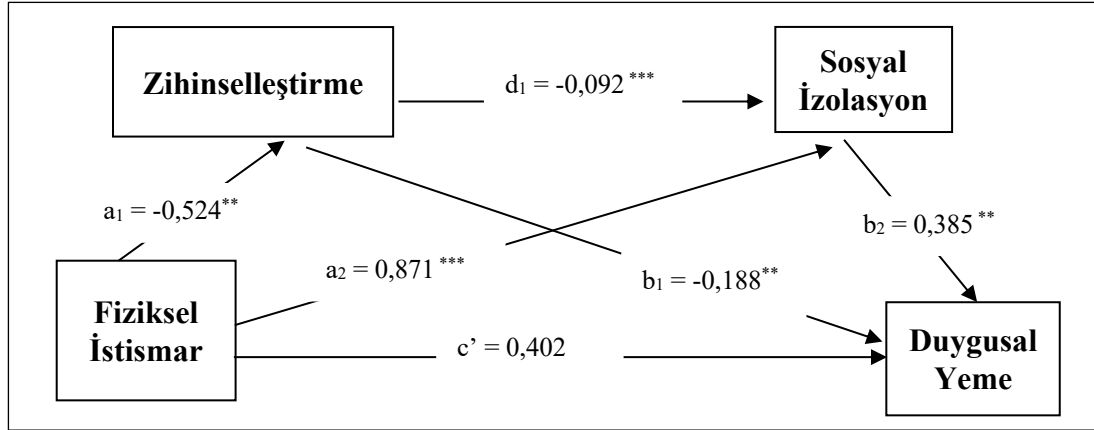 Zihinselleştirme
d1 = -0,092 ***
Sosyal
İzolasyon
a1 = -0,524**
a2 = 0,871 ***
b1 = -0,188**
b2 = 0,385 **
Fiziksel
İstismar
c’ = 0,402
Duygusal
Yeme